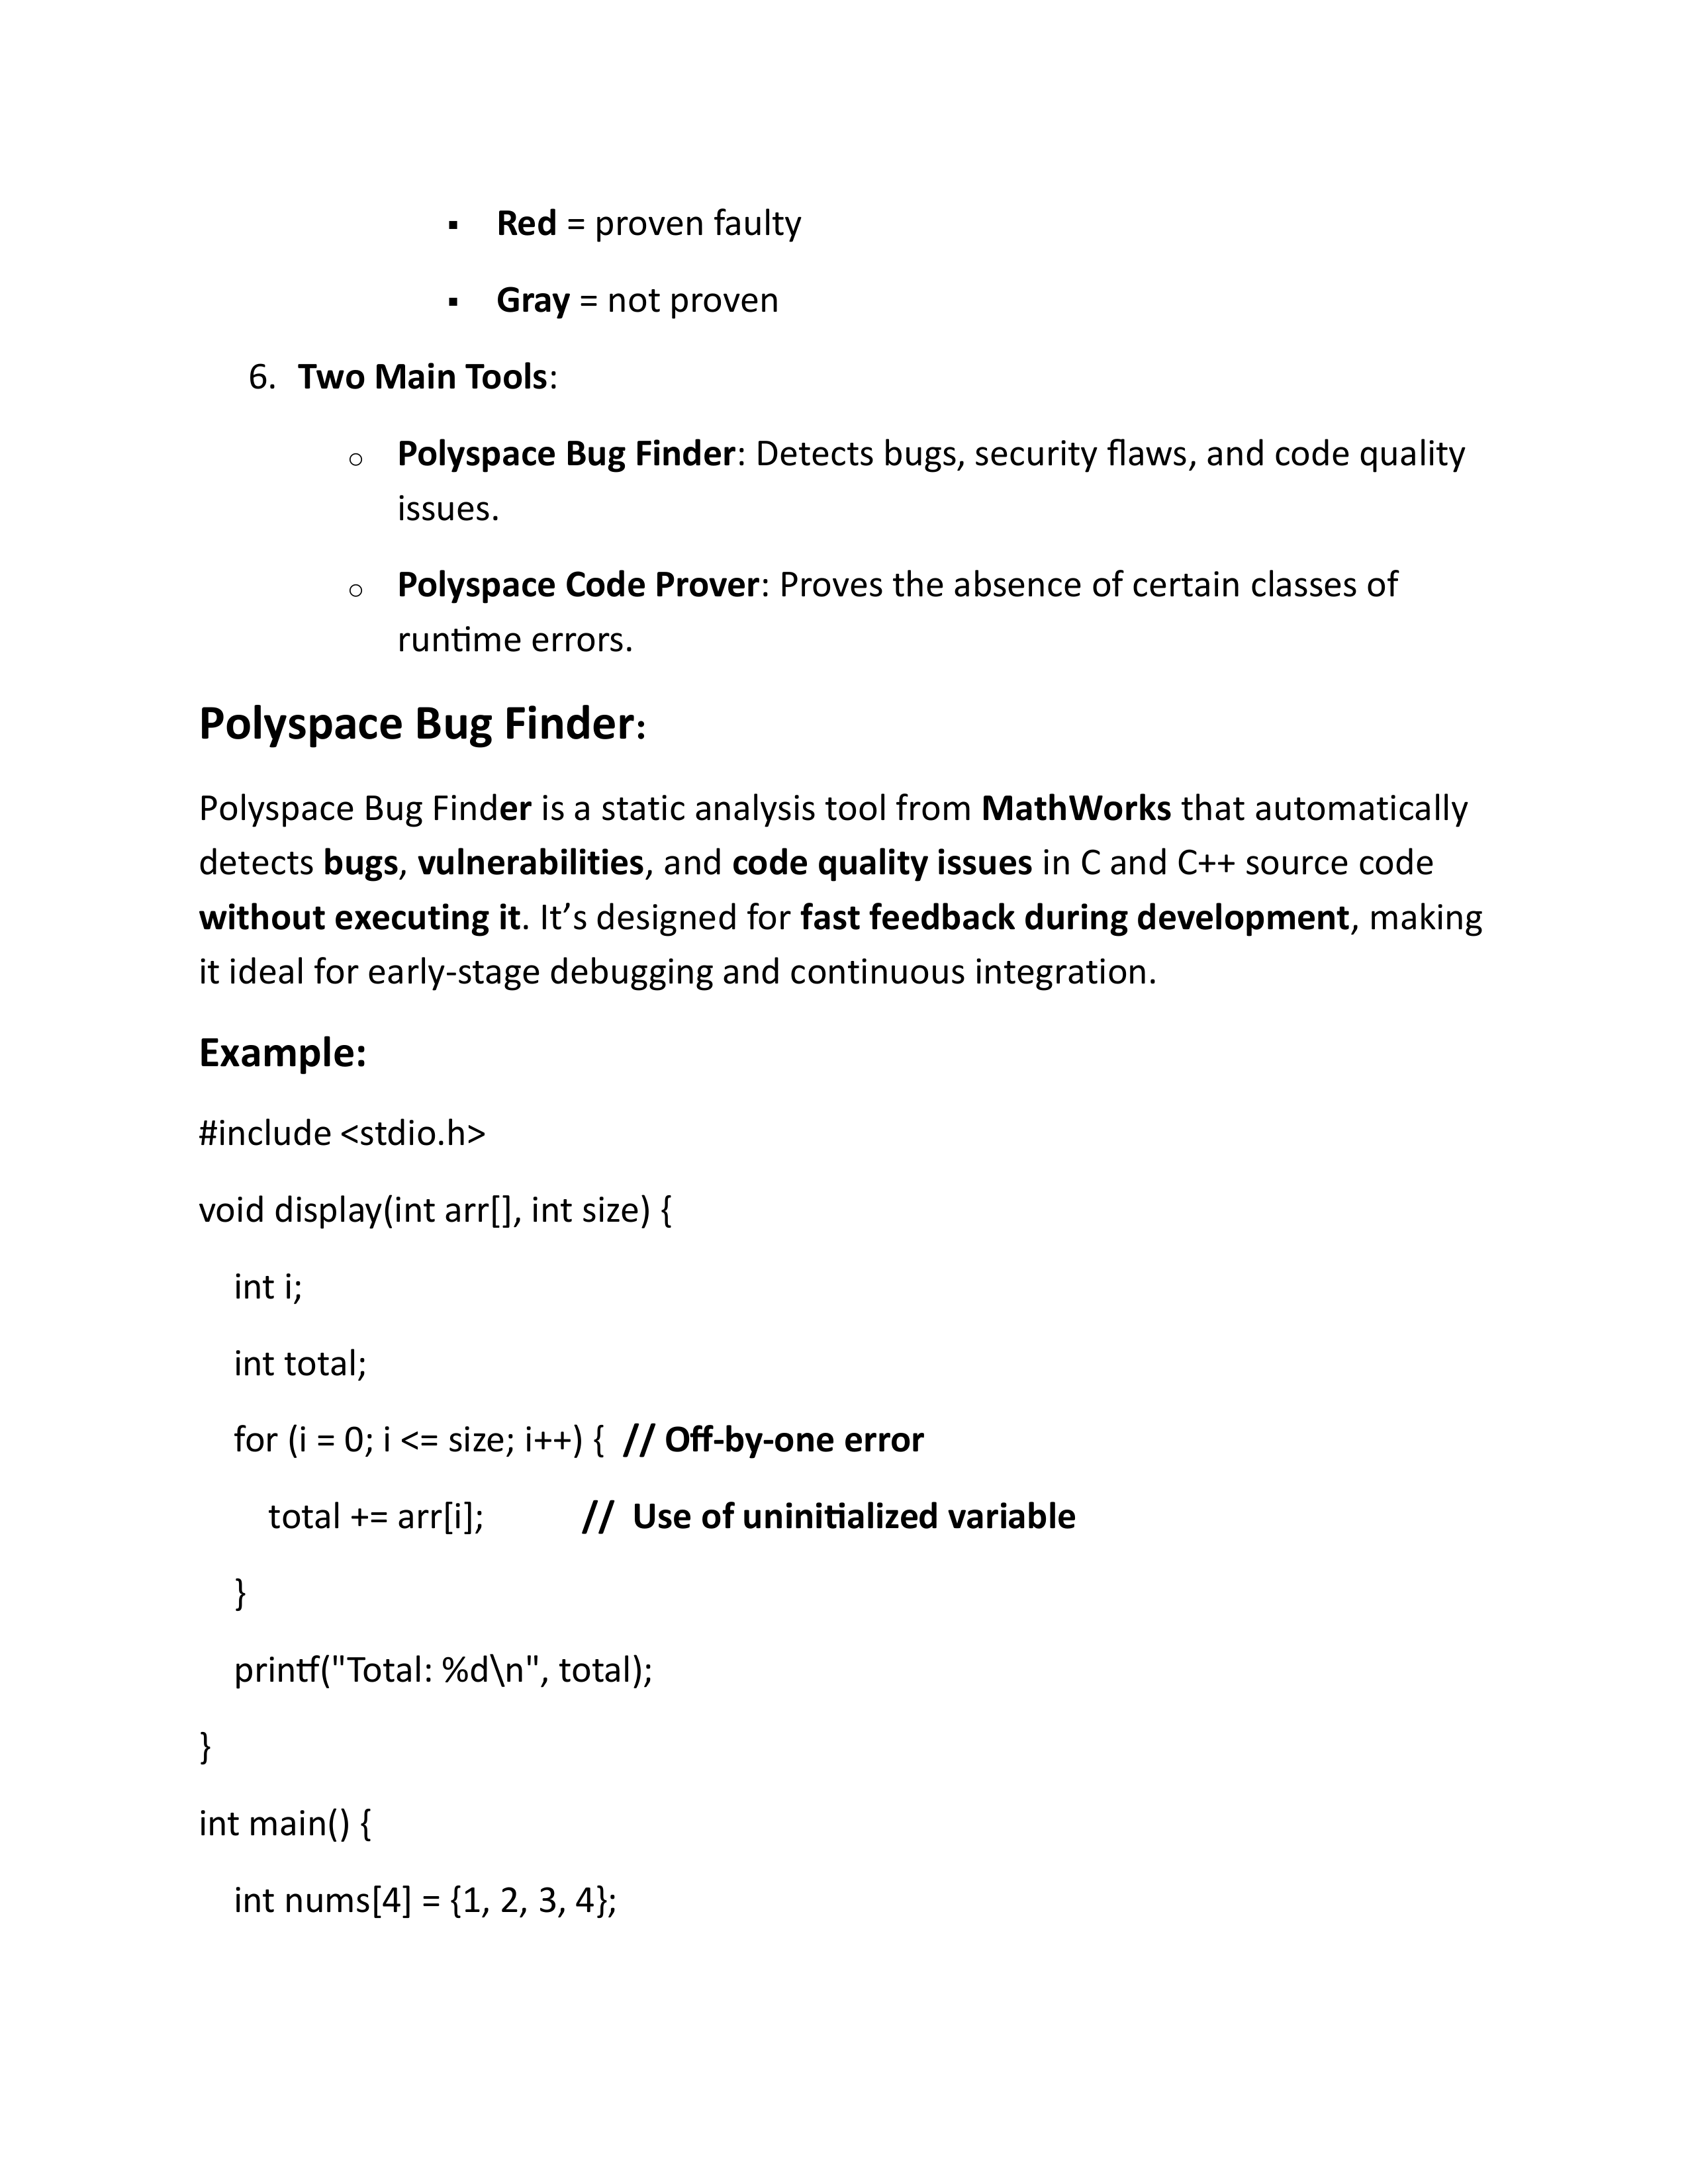 ▪ Red = proven faulty
▪ Gray = not proven
6. Two Main Tools:
○ Polyspace Bug Finder: Detects bugs, security flaws, and code quality
issues.
○ Polyspace Code Prover: Proves the absence of certain classes of
runtime errors.
Polyspace Bug Finder:
Polyspace Bug Finder is a static analysis tool from MathWorks that automatically
detects bugs, vulnerabilities, and code quality issues in C and C++ source code
without executing it. It’s designed for fast feedback during development, making
it ideal for early-stage debugging and continuous integration.
Example:
#include <stdio.h>
void display(int arr[], int size) {
int i;
int total;
for (i = 0; i <= size; i++) { // Off-by-one error
total += arr[i]; // Use of uninitialized variable
}
printf("Total: %d\n", total);
}
int main() {
int nums[4] = {1, 2, 3, 4};